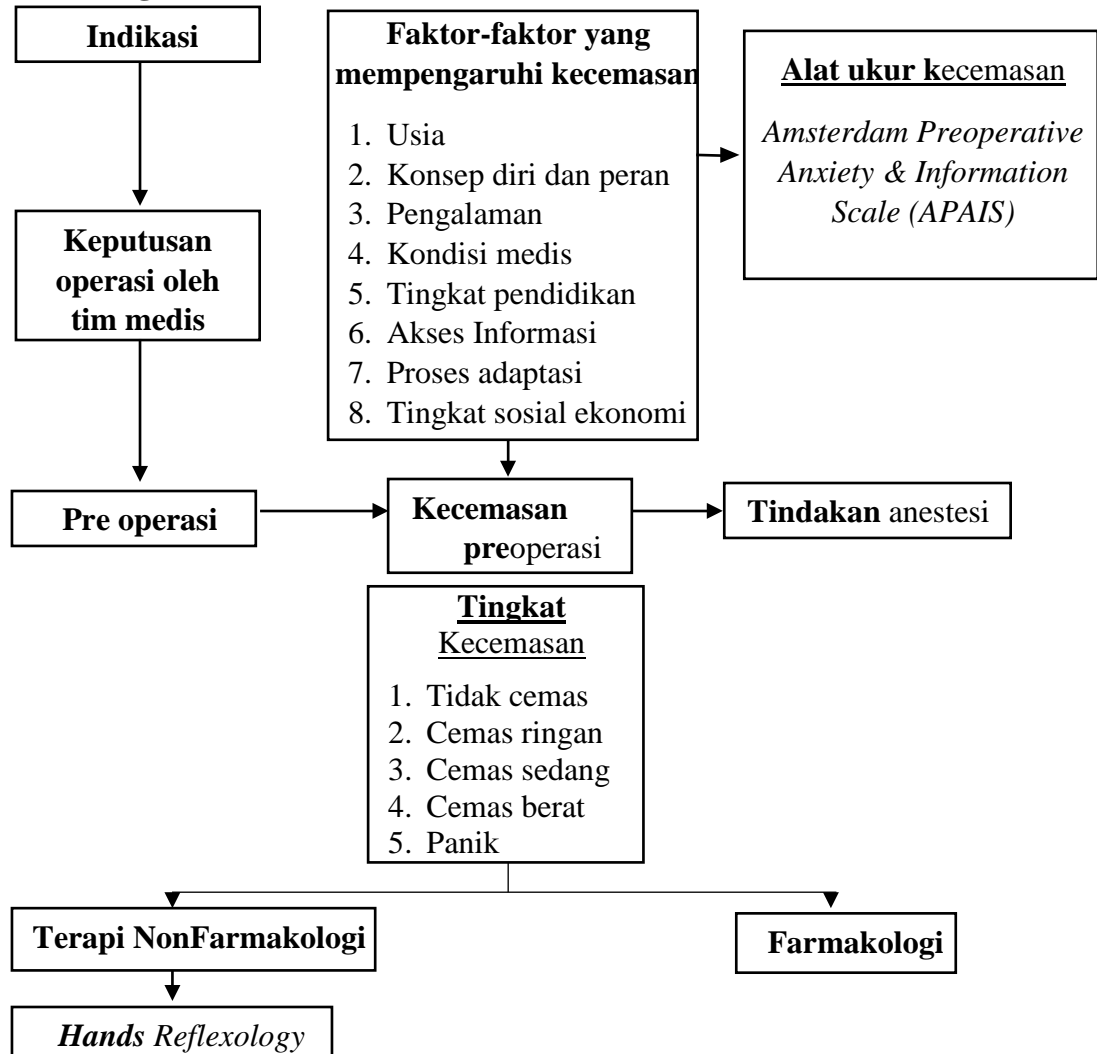 Indikasi
Keputusan
operasi oleh
tim medis
Pre operasi
Faktor-faktor yang
mempengaruhi kecemasan
1. Usia
2. Konsep diri dan peran
3. Pengalaman
4. Kondisi medis
5. Tingkat pendidikan
6. Akses Informasi
7. Proses adaptasi
8. Tingkat sosial ekonomi
Alat ukur kecemasan
Amsterdam Preoperative
Anxiety & Information
Scale (APAIS)
Kecemasan
preoperasi
Tindakan anestesi
Tingkat
Kecemasan
1. Tidak cemas
2. Cemas ringan
3. Cemas sedang
4. Cemas berat
5. Panik
Terapi NonFarmakologi
Farmakologi
Hands Reflexology